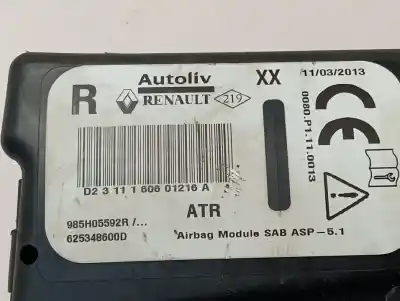 Autoliv
XX
11/03/2013
R
RENAULT
219
0080.P1.11.0013
CE
D2 3 11 1 606 01216 A
ATR
985H05592R /...
625348600D
Airbag Module SAB ASP-5.1